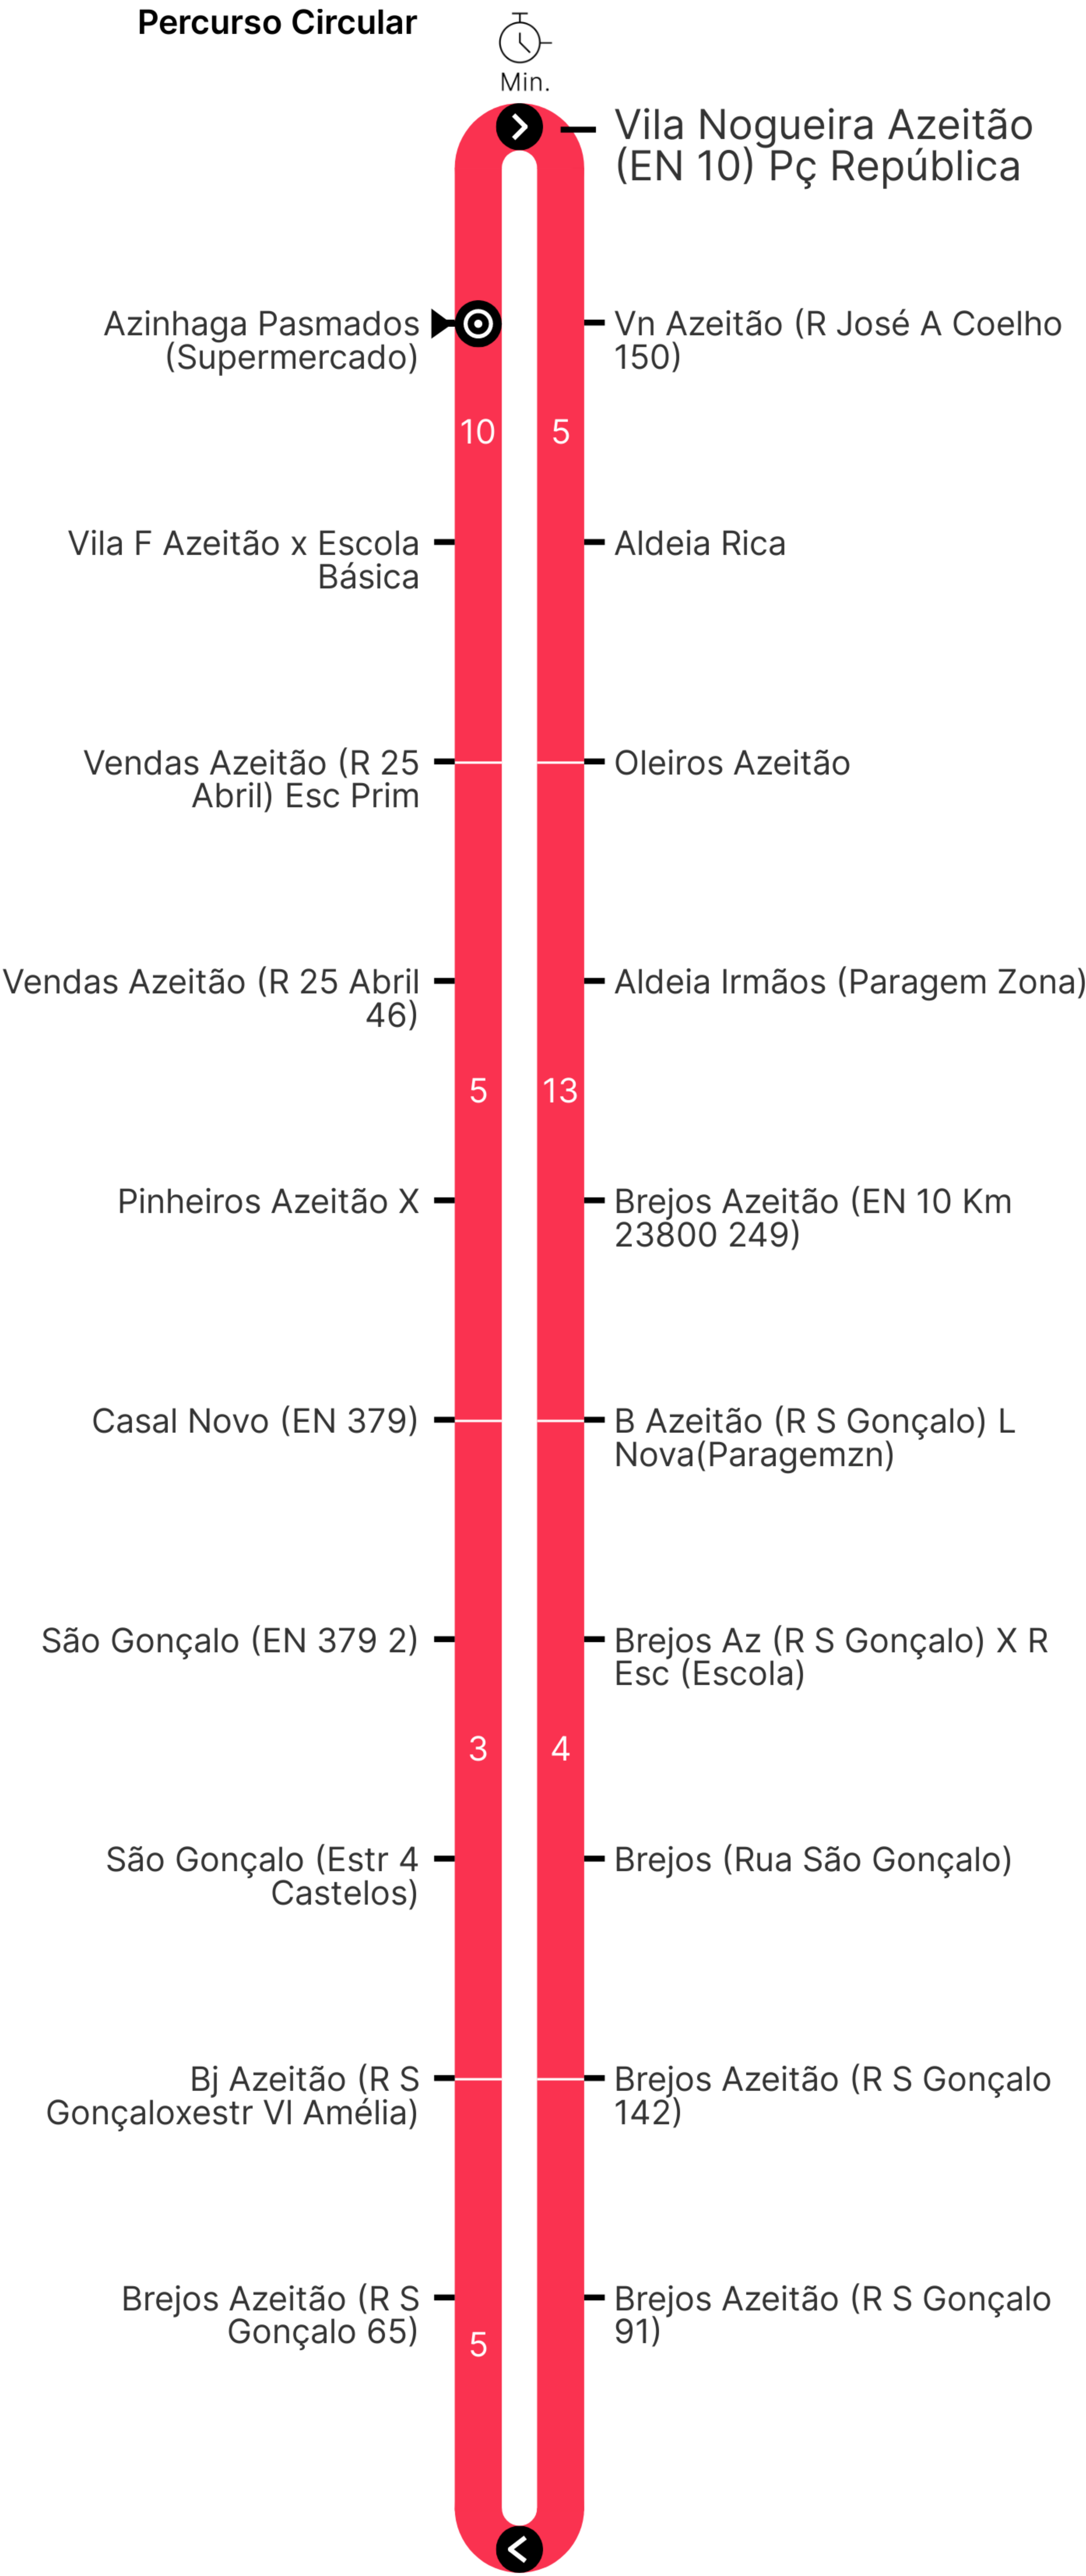 Percurso Circular
Min.
Vila Nogueira Azeitão
(EN 10) Pç República
Azinhaga Pasmados
(Supermercado)
Vn Azeitão (R José A Coelho
150)
10
5
Vila F Azeitão x Escola
Básica
Aldeia Rica
Vendas Azeitão (R 25
Abril) Esc Prim
Oleiros Azeitão
Vendas Azeitão (R 25 Abril
46)
Aldeia Irmãos (Paragem Zona)
5
13
Pinheiros Azeitão X
Brejos Azeitão (EN 10 Km
23800 249)
Casal Novo (EN 379)
B Azeitão (R S Gonçalo) L
Nova(Paragemzn)
São Gonçalo (EN 379 2)
Brejos Az (R S Gonçalo) X R
Esc (Escola)
3
4
São Gonçalo (Estr 4
Castelos)
Brejos (Rua São Gonçalo)
Bj Azeitão (R S
Gonçaloxestr Vl Amélia)
Brejos Azeitão (R S Gonçalo
142)
Brejos Azeitão (R S
Gonçalo 65)
Brejos Azeitão (R S Gonçalo
91)
5